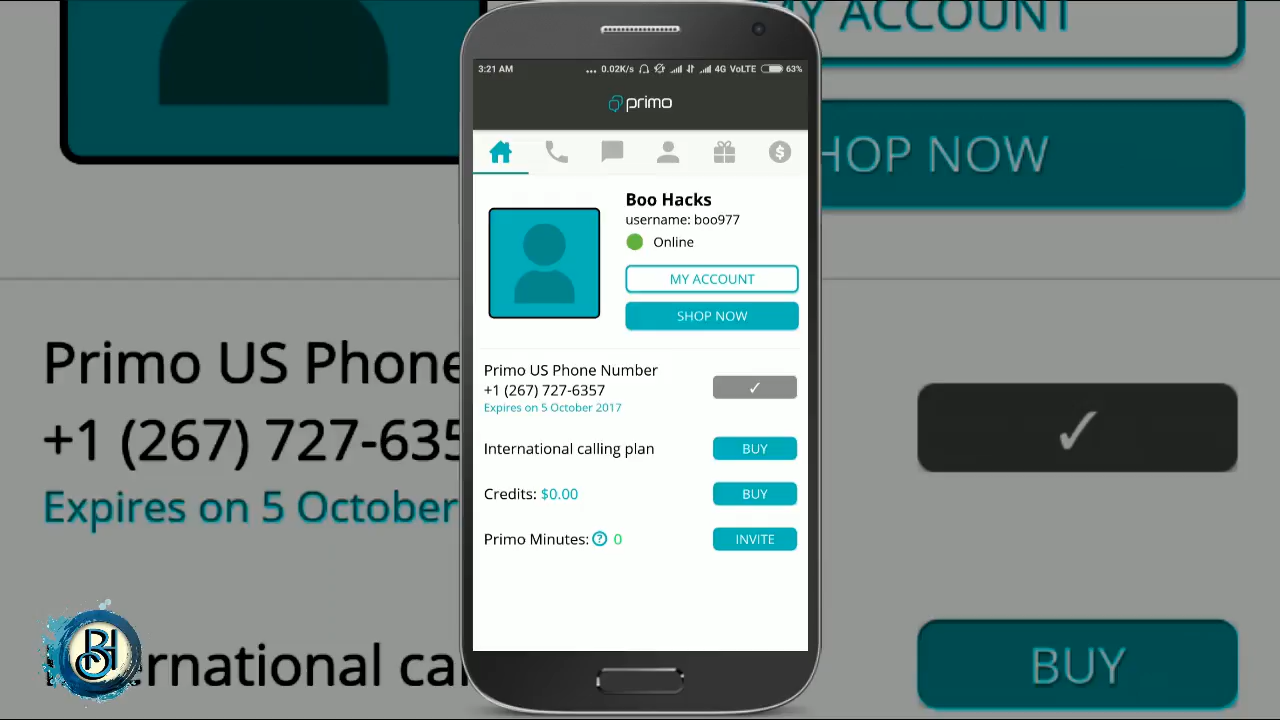 3:21 AM
... 0.02K/s 4G VoLTE 63%
primo
Boo Hacks
username: boo977
Online
MY ACCOUNT
SHOP NOW
Primo US Phone Number
+1 (267) 727-6357
✓
Expires on 5 October 2017
International calling plan
BUY
Credits: $0.00
BUY
Primo Minutes: ? 0
INVITE
MY ACCOUNT
HOP NOW
Primo US Phone
+1 (267) 727-635
✓
Expires on 5 October
ernational cal
BUY